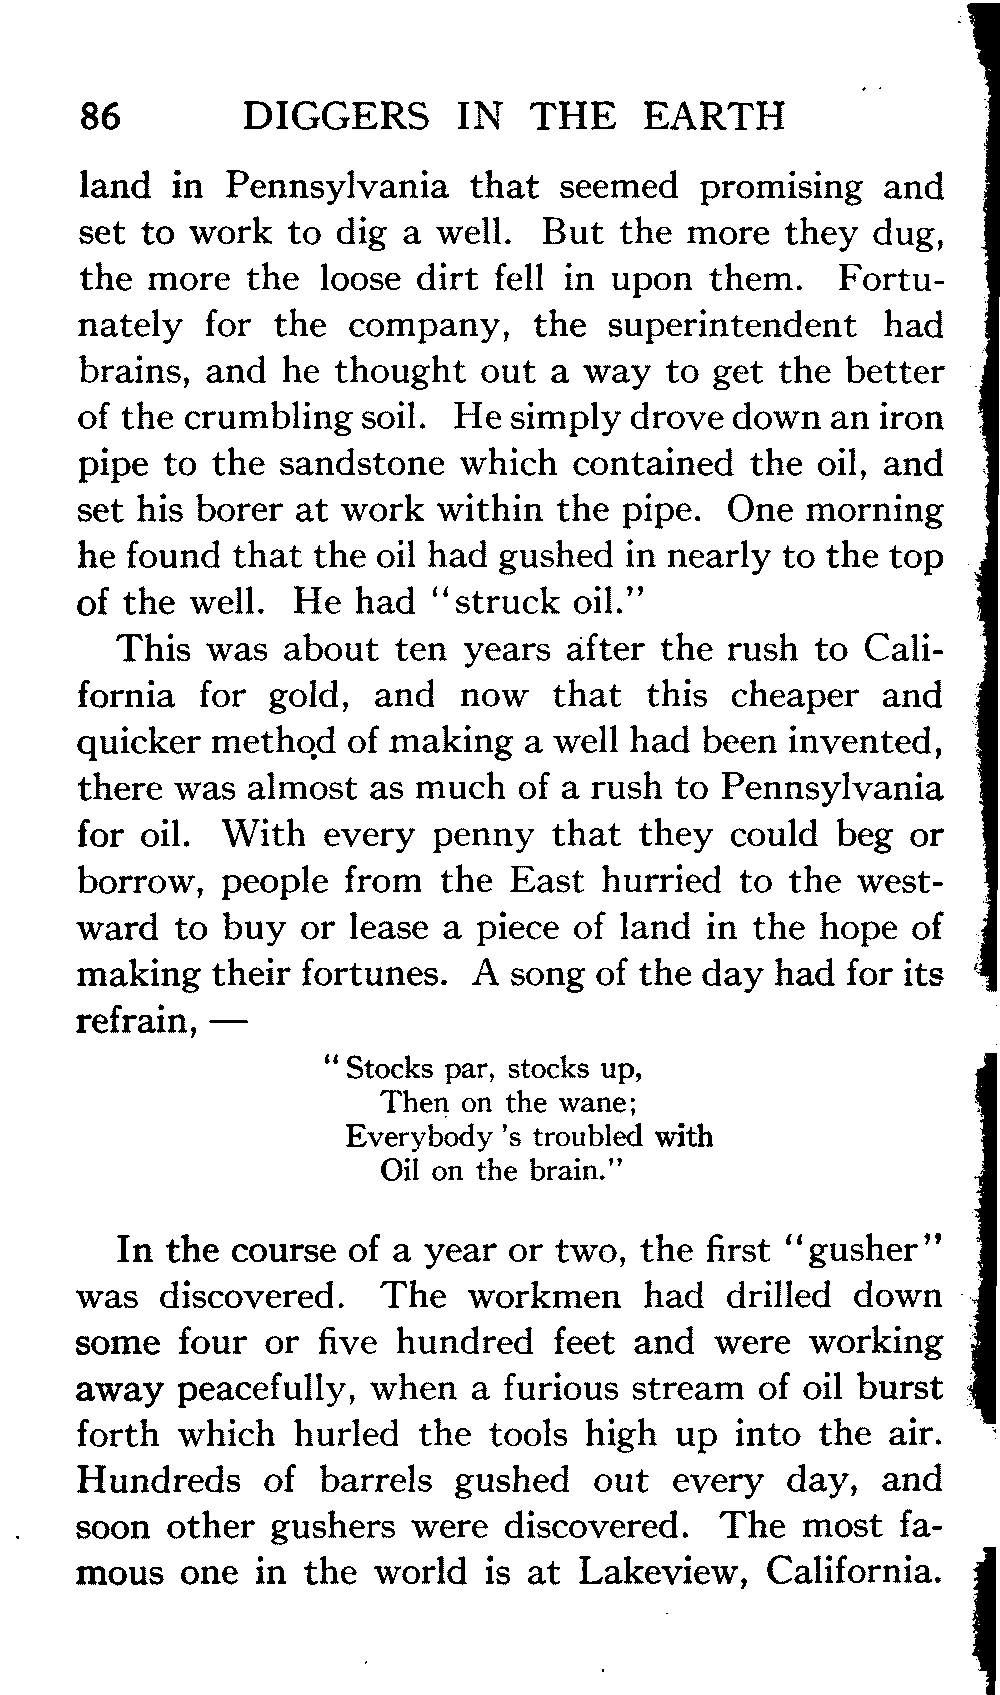 86 DIGGERS IN THE EARTH
land in Pennsylvania that seemed promising and
set to work to dig a well. But the more they dug,
the more the loose dirt fell in upon them. Fortu-
nately for the company, the superintendent had
brains, and he thought out a way to get the better
of the crumbling soil. He simply drove down an iron
pipe to the sandstone which contained the oil, and
set his borer at work within the pipe. One morning
he found that the oil had gushed in nearly to the top
of the well. He had "struck oil."
This was about ten years after the rush to Cali-
fornia for gold, and now that this cheaper and
quicker method of making a well had been invented,
there was almost as much of a rush to Pennsylvania
for oil. With every penny that they could beg or
borrow, people from the East hurried to the west-
ward to buy or lease a piece of land in the hope of
making their fortunes. A song of the day had for its
refrain, —
"Stocks par, stocks up,
Then on the wane;
Everybody 's troubled with
Oil on the brain."
In the course of a year or two, the first "gusher"
was discovered. The workmen had drilled down
some four or five hundred feet and were working
away peacefully, when a furious stream of oil burst
forth which hurled the tools high up into the air.
Hundreds of barrels gushed out every day, and
soon other gushers were discovered. The most fa-
mous one in the world is at Lakeview, California.